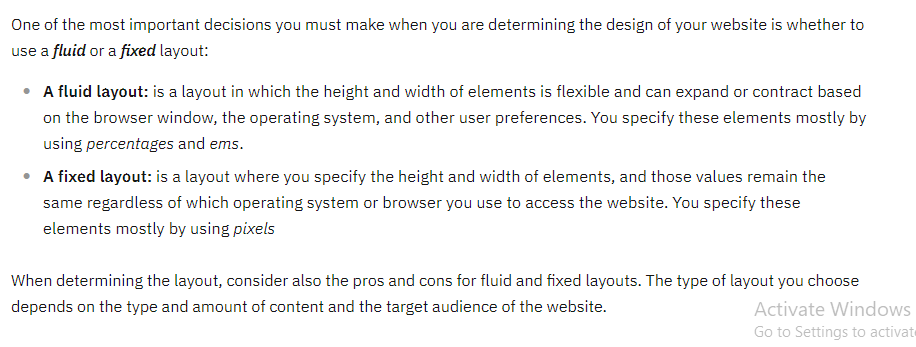 One of the most important decisions you must make when you are determining the design of your website is whether to
use a fluid or a fixed layout:
A fluid layout: is a layout in which the height and width of elements is flexible and can expand or contract based
on the browser window, the operating system, and other user preferences. You specify these elements mostly by
using percentages and ems.
A fixed layout: is a layout where you specify the height and width of elements, and those values remain the
same regardless of which operating system or browser you use to access the website. You specify these
elements mostly by using pixels
When determining the layout, consider also the pros and cons for fluid and fixed layouts. The type of layout you choose
depends on the type and amount of content and the target audience of the website.
Activate Windows
Go to Settings to activat